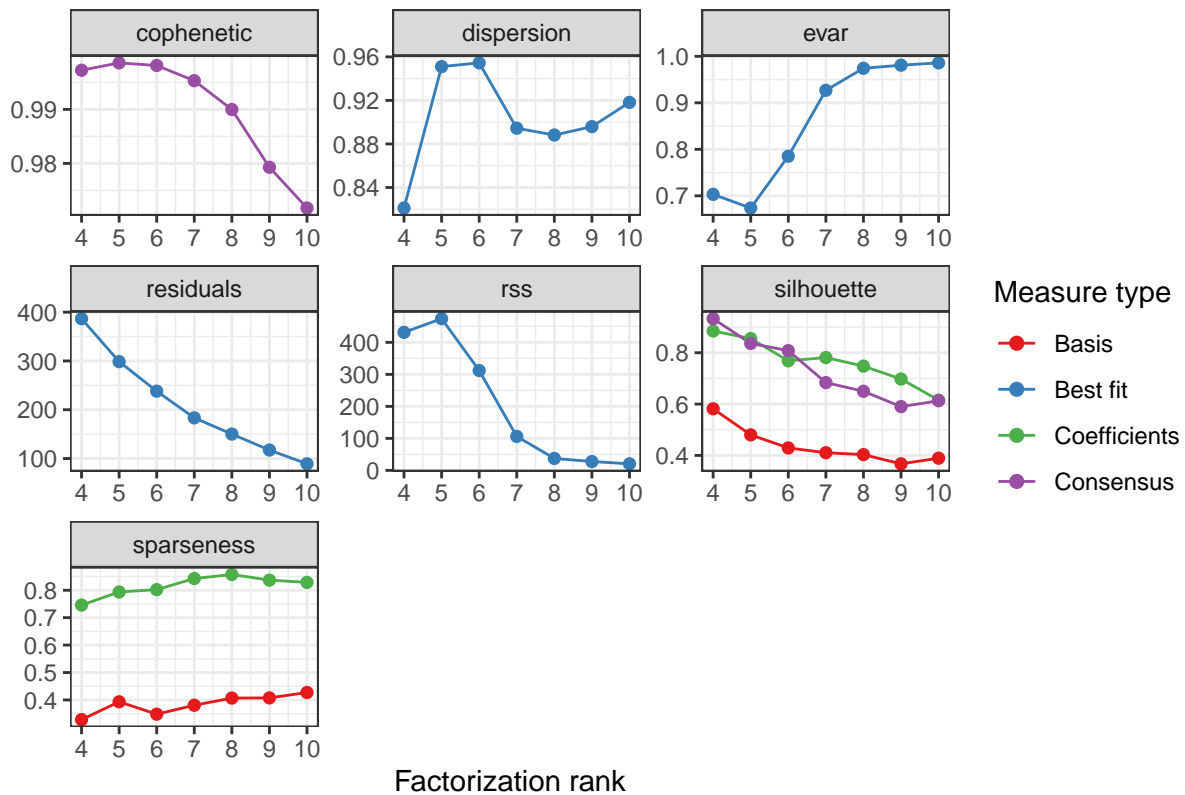 cophenetic
dispersion
evar
0.99
0.98
4 5 6 7 8 9 10
0.96
0.92
0.88
0.84
4 5 6 7 8 9 10
1.0
0.9
0.8
0.7
4 5 6 7 8 9 10
residuals
rss
silhouette
400
300
200
100
4 5 6 7 8 9 10
400
300
200
100
0
4 5 6 7 8 9 10
0.8
0.6
0.4
4 5 6 7 8 9 10
sparseness
0.8
0.7
0.6
0.5
0.4
4 5 6 7 8 9 10
Factorization rank
Measure type
Basis
Best fit
Coefficients
Consensus